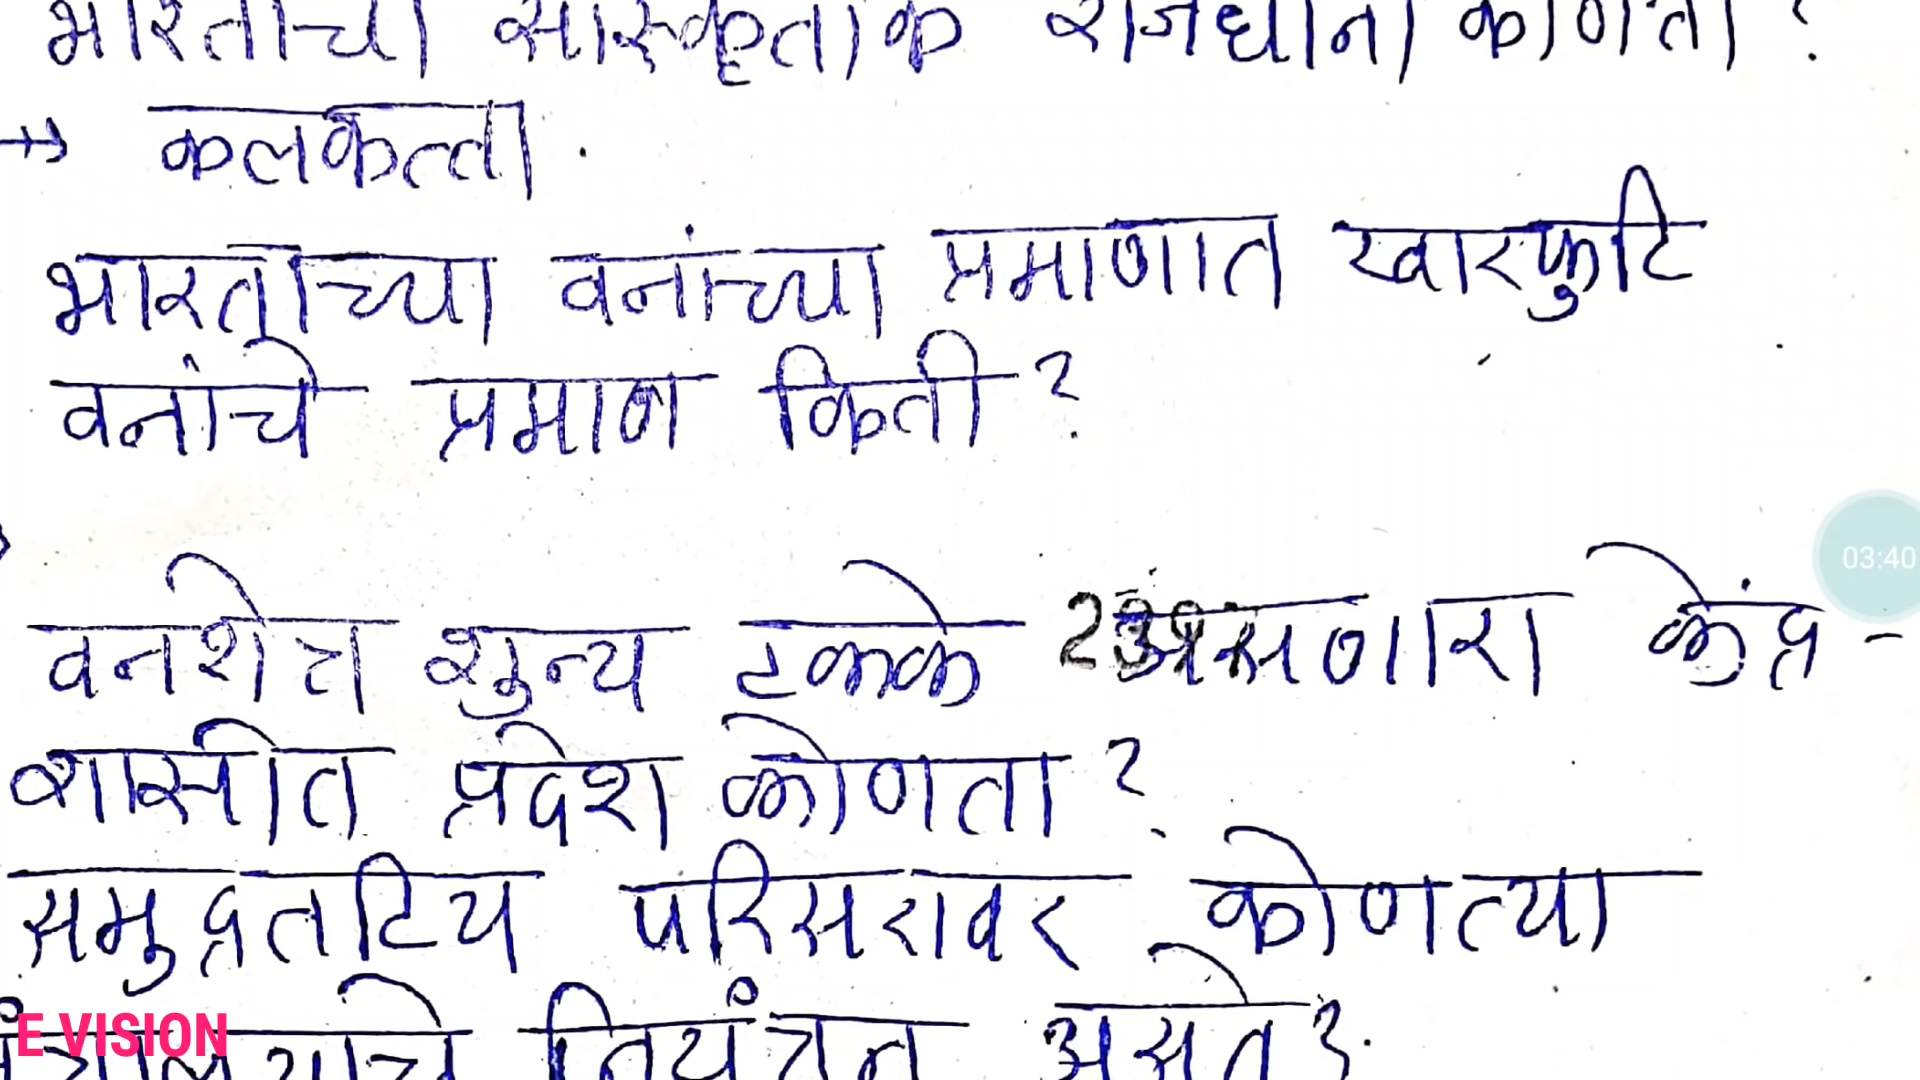 भारताची सांस्कृतीक राजधानी कोणती?
→ कलकत्ता.
भारताच्या वनांच्या प्रमाणात खारफुटि
वनांचे प्रमाण किती?
वनशेत्र शुन्य टक्के असणारा केंद्र-
शासीत प्रदेश कोणता?
03:40
समुद्रतटिय परिसरावर कोणत्या
नियंत्रन असते?
E VISION